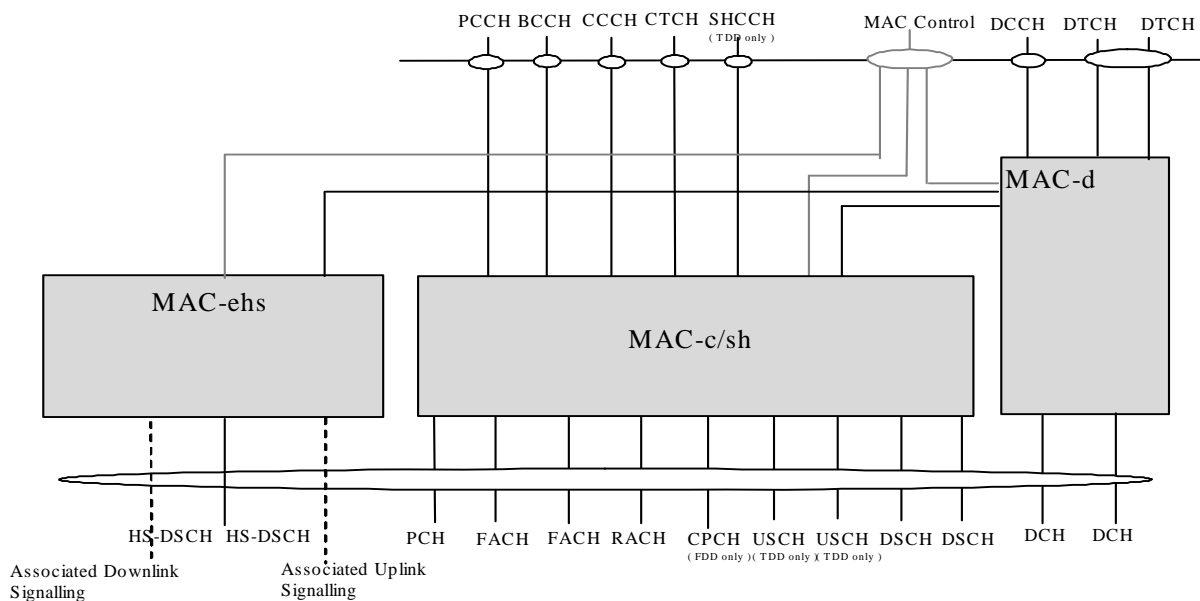 PCCH BCCH CCCH CTCH SHCCH MAC Control DCCH DTCH DTCH
( TDD only )
MAC-d
MAC-ehs
MAC-c/sh
HS-DSCH HS-DSCH PCH FACH FACH RACH CPCH USCH USCH DSCH DSCH DCH DCH
( FDD only ) ( TDD only ) ( TDD only )
Associated Downlink
Signalling
Associated Uplink
Signalling